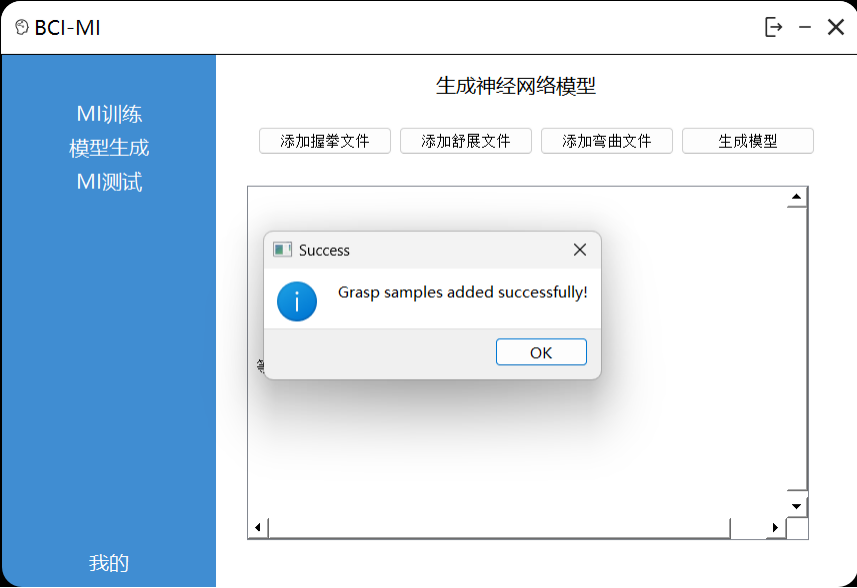 BCI-MI
生成神经网络模型
MI训练
模型生成
MI测试
我的
添加握拳文件 添加舒展文件 添加弯曲文件 生成模型
Success
Grasp samples added successfully!
OK